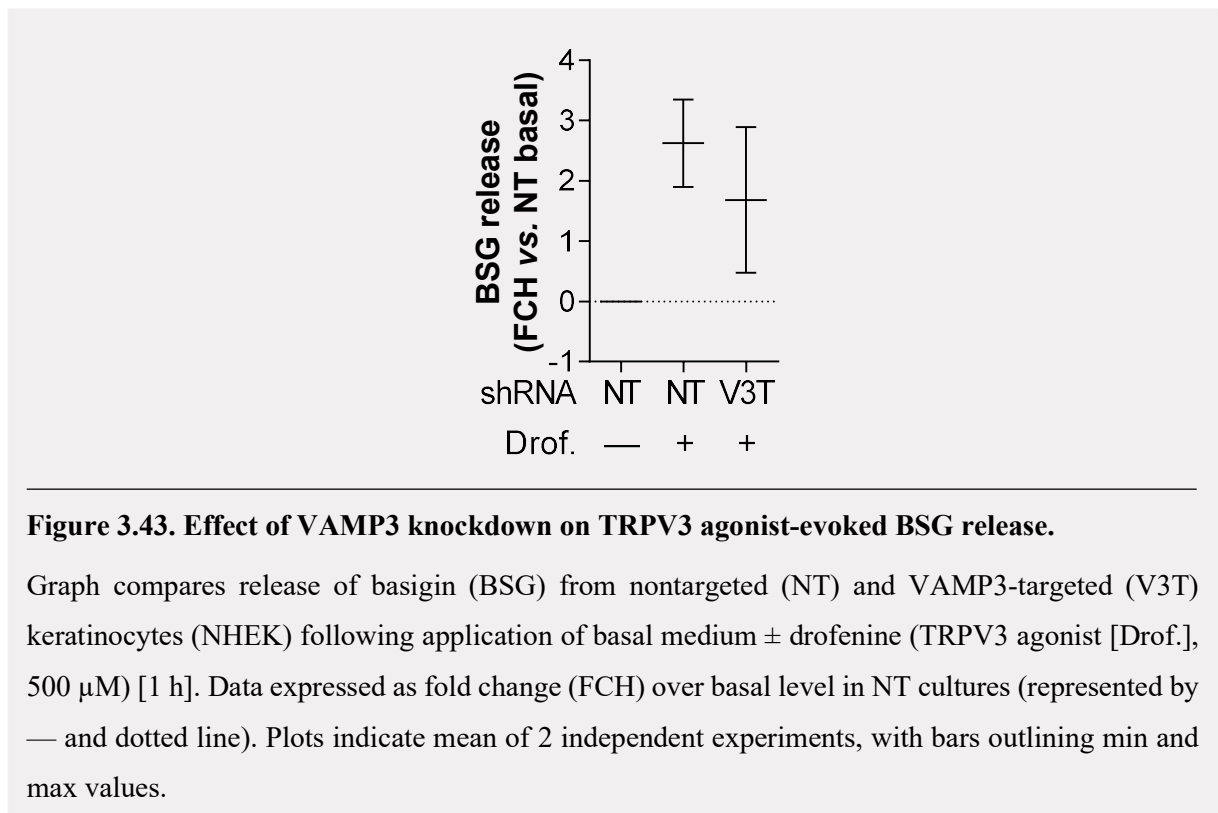 4
3
2
1
0
-1
BSG release
(FCH vs. NT basal)
shRNA NT NT V3T
Drof. — + +
Figure 3.43. Effect of VAMP3 knockdown on TRPV3 agonist-evoked BSG release.
Graph compares release of basigin (BSG) from nontargeted (NT) and VAMP3-targeted (V3T)
keratinocytes (NHEK) following application of basal medium ± drofenine (TRPV3 agonist [Drof.],
500 μM) [1 h]. Data expressed as fold change (FCH) over basal level in NT cultures (represented by
— and dotted line). Plots indicate mean of 2 independent experiments, with bars outlining min and
max values.